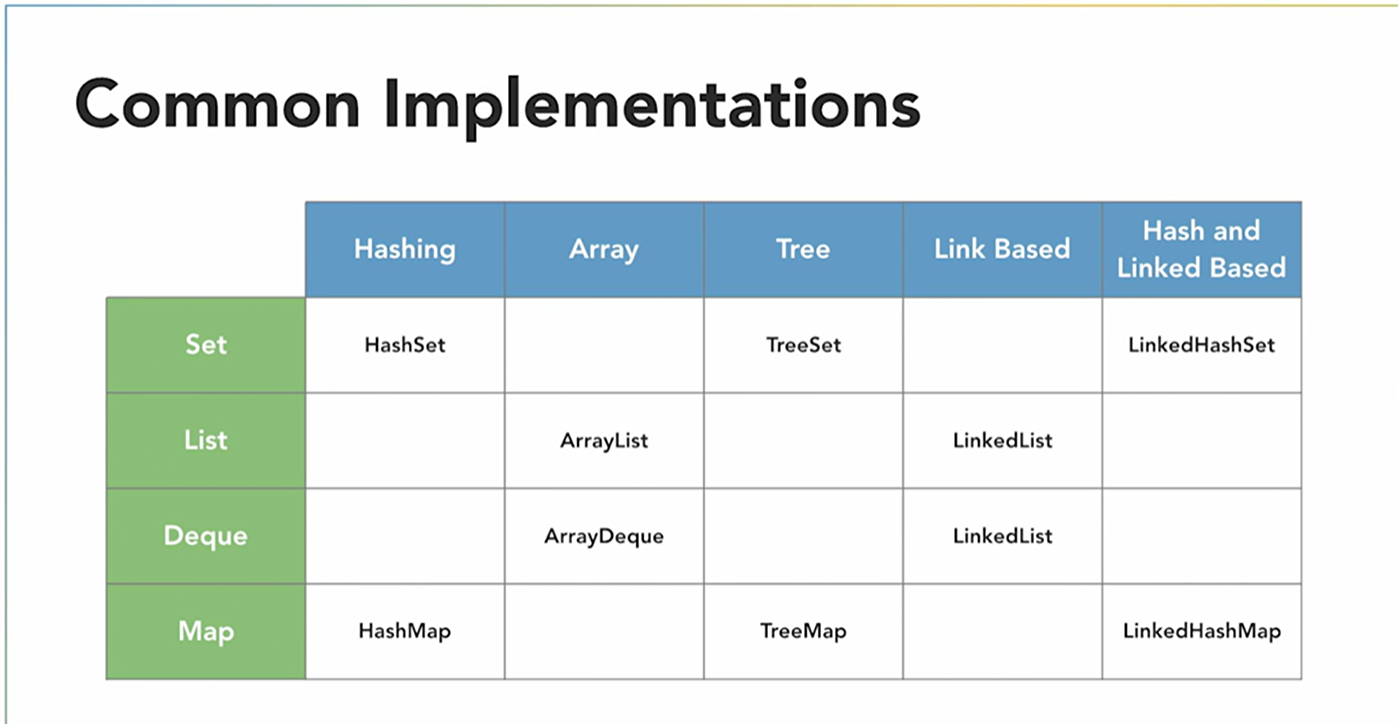 Common Implementations
Hashing Array Tree Link Based Hash and
Linked Based
Set HashSet TreeSet LinkedHashSet
List ArrayList LinkedList
Deque ArrayDeque LinkedList
Map HashMap TreeMap LinkedHashMap